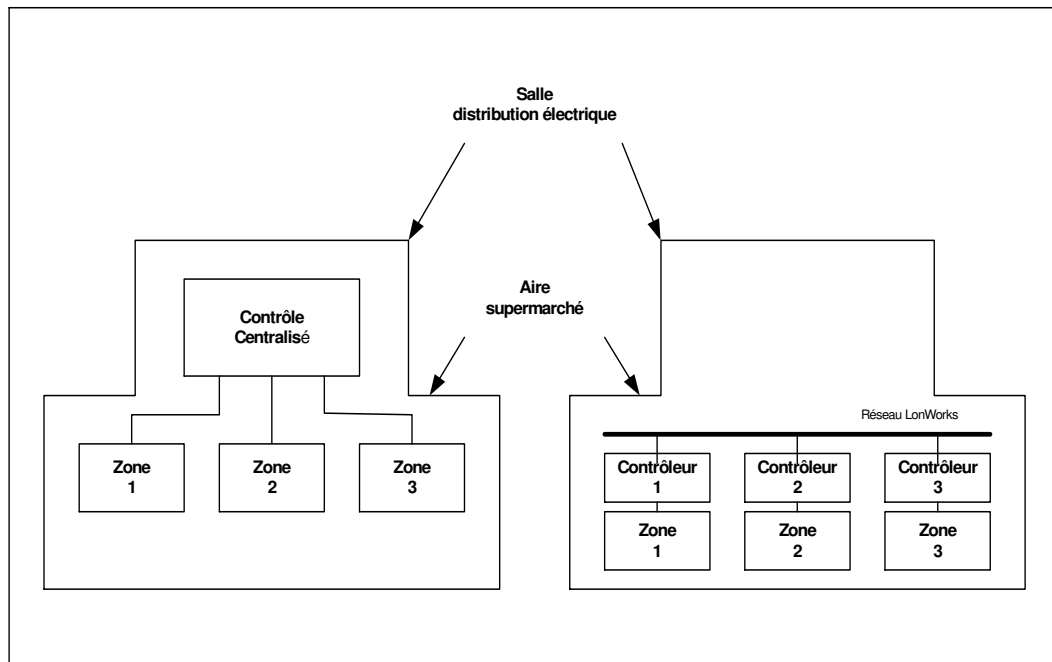 Salle
distribution électrique
Aire
supermarché
Contrôle
Centralisé
Zone
1
Zone
2
Zone
3
Réseau LonWorks
Contrôleur
1
Contrôleur
2
Contrôleur
3
Zone
1
Zone
2
Zone
3